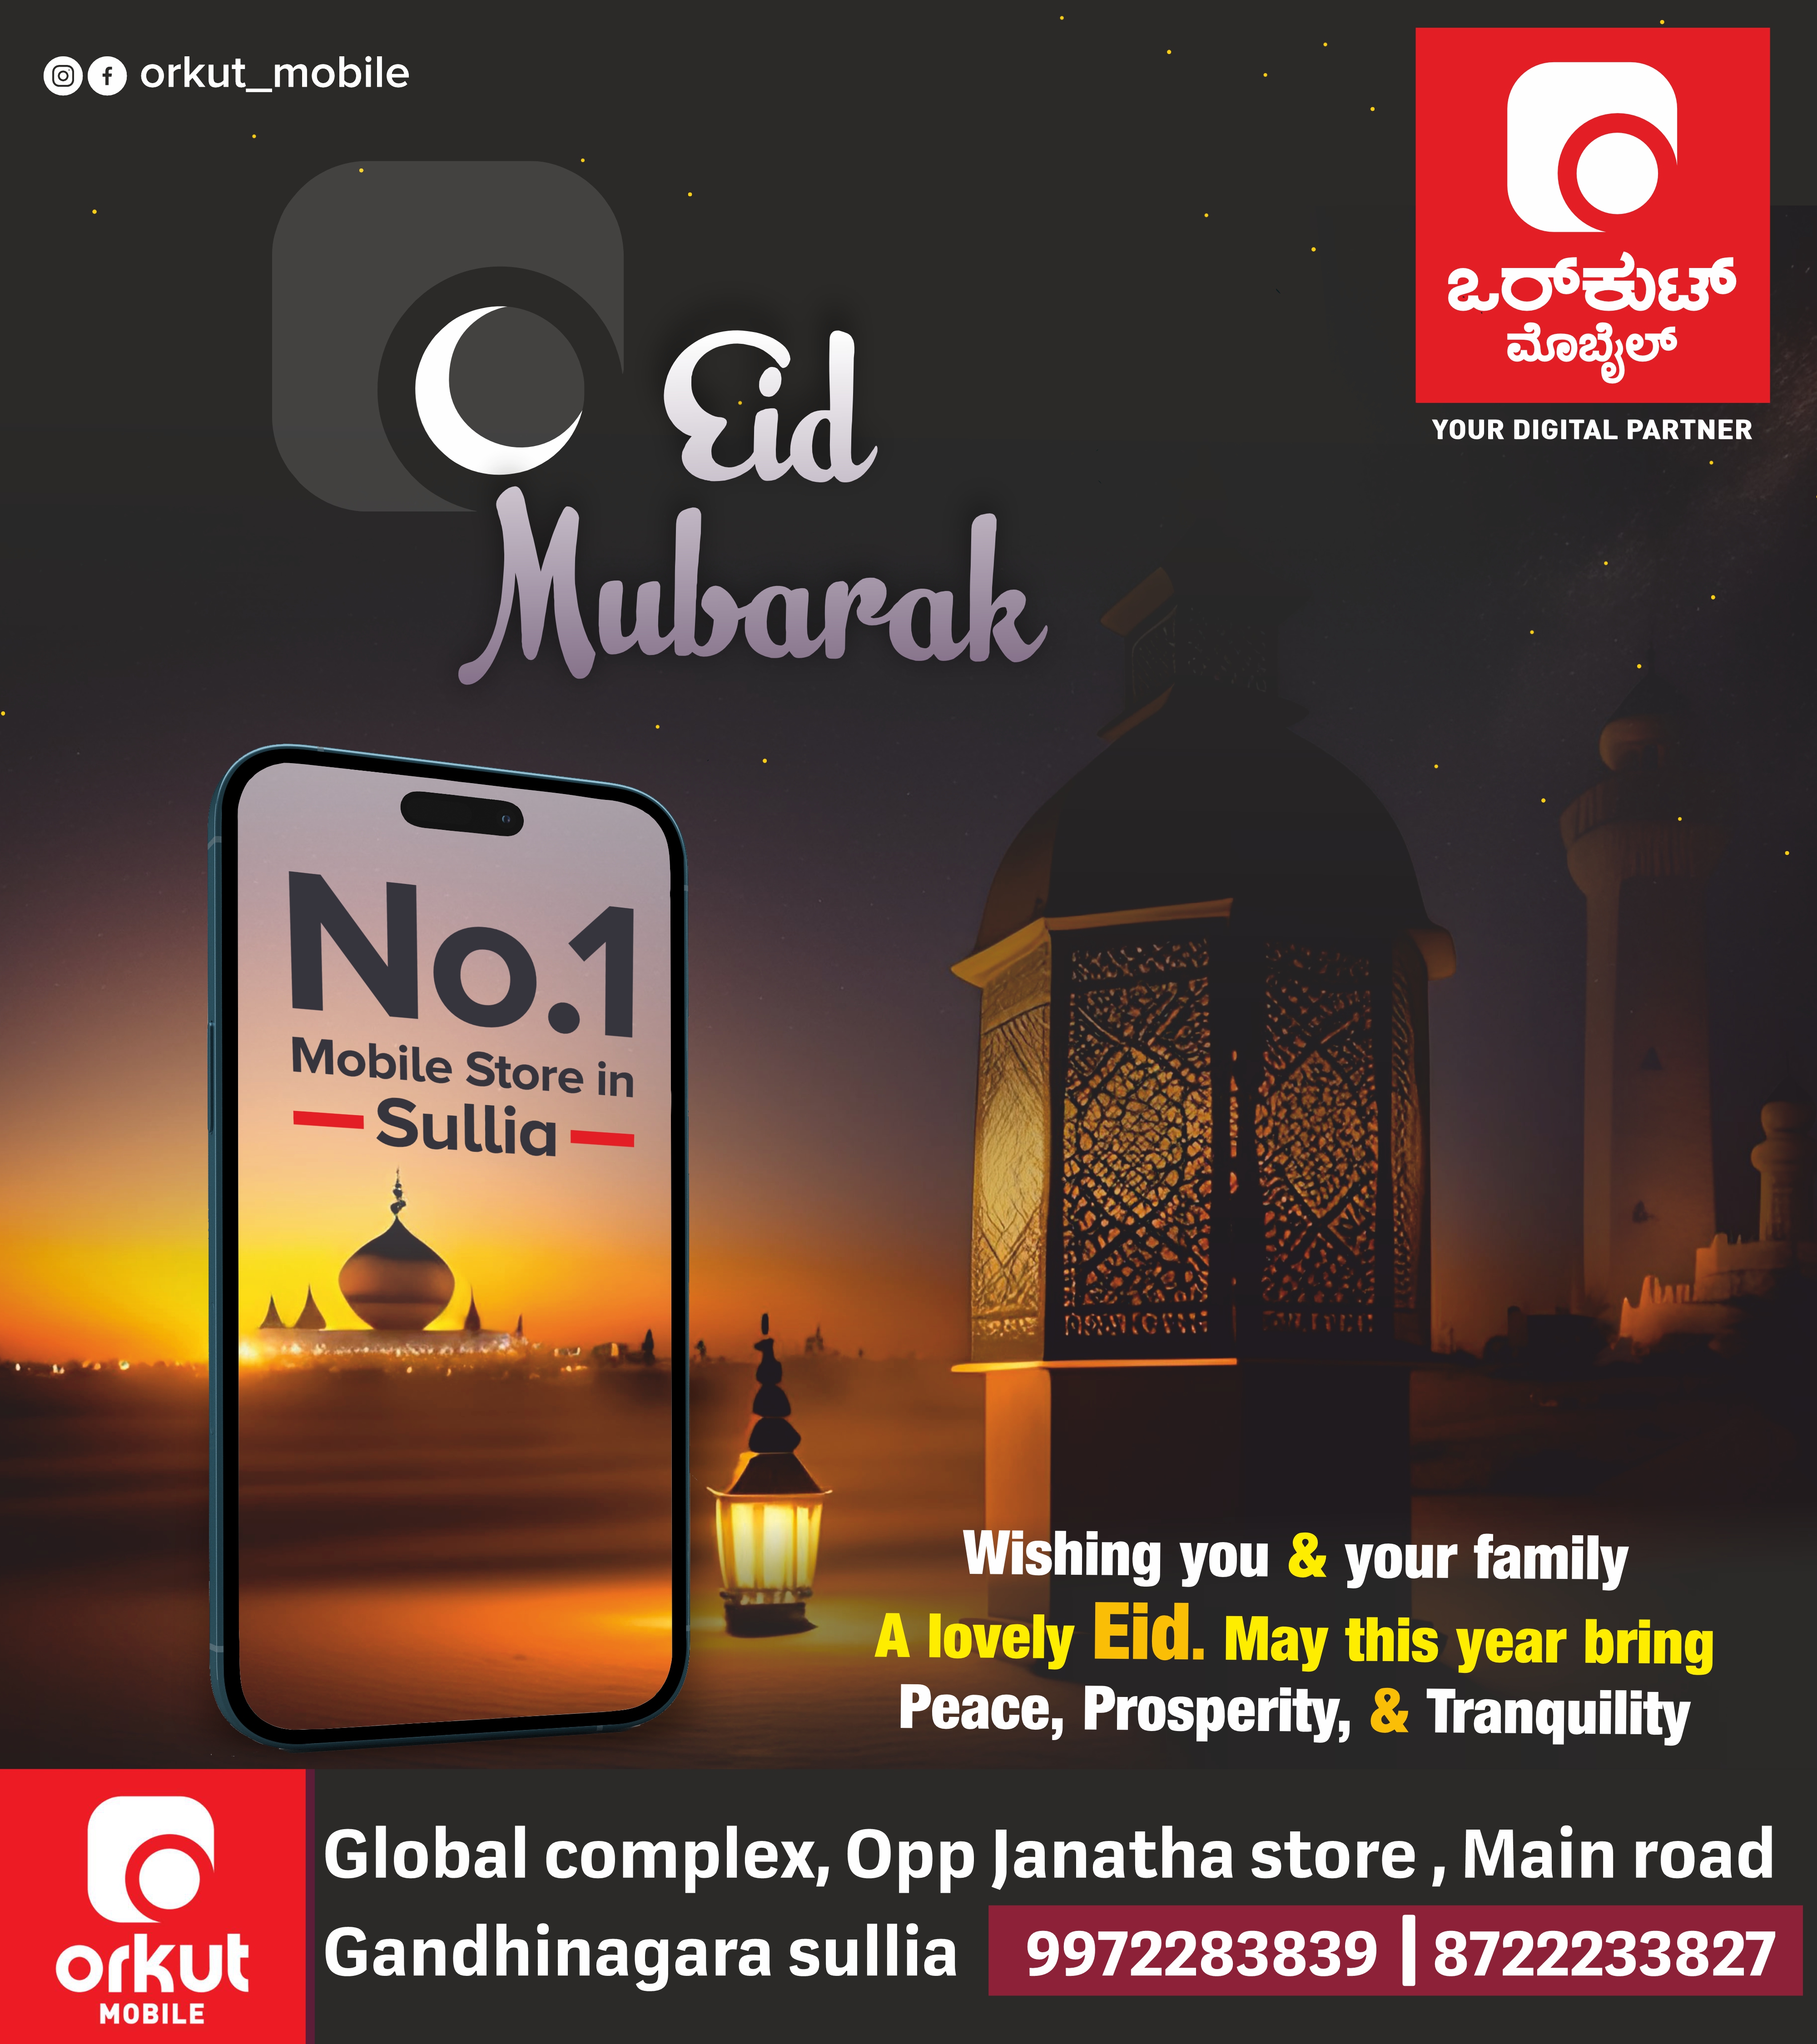 orkut_mobile
ಒರ್ಕುಟ್
ಮೊಬೈಲ್
YOUR DIGITAL PARTNER
Eid
Mubarak
No.1
Mobile Store in
Sullia
Wishing you & your family
A lovely Eid. May this year bring
Peace, Prosperity, & Tranquility
orkut
MOBILE
Global complex, Opp Janatha store , Main road
Gandhinagara sullia
9972283839 | 8722233827